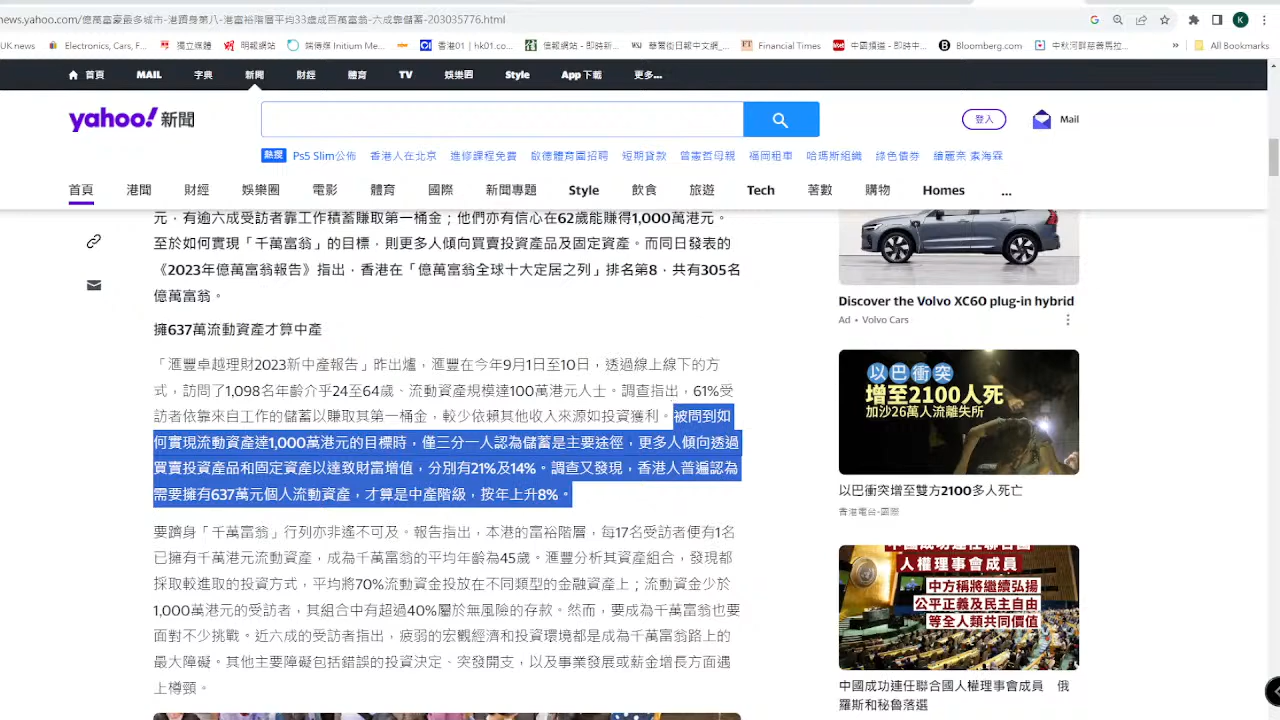 news.yahoo.com/億萬富豪最多城市-港躋身第八-港富裕階層平均33歲成百萬富翁-六成靠儲蓄-203035776.html
K
UK news
Electronics, Cars, F...
獨立媒體
明報網站
端傳媒 Initium Me...
香港01 | hk01.co...
信報網站 - 即時新...
華爾街日報中文網_...
Financial Times
中國頻道 - 即時中...
Bloomberg.com
»
All Bookmarks
首頁
MAIL
字典
新聞
財經
體育
TV
娛樂圈
Style
App 下載
更多...
yahoo! 新聞
登入
Mail
熱搜
Ps5 Slim公佈
香港人在北京
進修課程免費
啟德體育園招聘
短期貸款
曾憲哲母親
福岡租車
哈瑪斯組織
綠色債券
首頁
港聞
財經
娛樂圈
電影
體育
國際
新聞專題
Style
飲食
旅遊
Tech
著數
購物
Homes
...
元，有逾六成受訪者靠工作積蓄賺取第一桶金；他們亦有信心在62歲能賺得1,000萬港元。
至於如何實現「千萬富翁」的目標，則更多人傾向買賣投資產品及固定資產。而同日發表的
《2023年億萬富翁報告》指出，香港在「億萬富翁全球十大定居之列」排名第8，共有305名
億萬富翁。
擁637萬流動資產才算中產
「滙豐卓越理財2023新中產報告」昨出爐，滙豐在今年9月1日至10日，透過線上線下的方
式，訪問了1,098名年齡介乎24至64歲、流動資產規模達100萬港元人士。調查指出，61%受
訪者依靠來自工作的儲蓄以賺取其第一桶金，較少依賴其他收入來源如投資獲利。被問到如
何實現流動資產達1,000萬港元的目標時，僅三分一人認為儲蓄是主要途徑，更多人傾向透過
買賣投資產品和固定資產以達致財富增值，分別有21%及14%。調查又發現，香港人普遍認為
需要擁有637萬元個人流動資產，才算是中產階級，按年上升8%。
要躋身「千萬富翁」行列亦非遙不可及。報告指出，本港的富裕階層，每17名受訪者便有1名
已擁有千萬港元流動資產，成為千萬富翁的平均年齡為45歲。滙豐分析其資產組合，發現都
採取較進取的投資方式，平均將70%流動資金投放在不同類型的金融資產上；流動資金少於
1,000萬港元的受訪者，其組合中有超過40%屬於無風險的存款。然而，要成為千萬富翁也要
面對不少挑戰。近六成的受訪者指出，疲弱的宏觀經濟和投資環境都是成為千萬富翁路上的
最大障礙。其他主要障礙包括錯誤的投資決定、突發開支，以及事業發展或薪金增長方面遇
上樽頸。
Discover the Volvo XC60 plug-in hybrid
Ad • Volvo Cars
以巴衝突
增至2100人死
加沙26萬人流離失所
以巴衝突增至雙方2100多人死亡
香港電台-國際
中國成功連任聯合國
人權理事會成員
中方稱將繼續弘揚
公平正義及民主自由
等全人類共同價值
中國成功連任聯合國人權理事會成員　俄
羅斯和秘魯落選